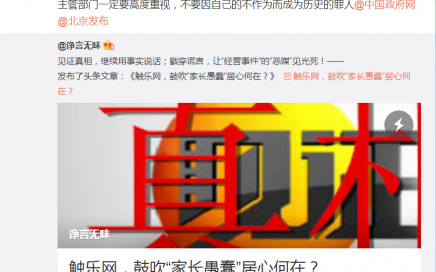 主管部门一定要高度重视，不要因自己的不作为而成为历史的罪人@中国政府网
@北京发布
@诤言无味
见证真相，继续用事实说话；戳穿谎言，让“经营事件”的“恶媒”见光死！——
发布了头条文章：《触乐网，鼓吹“家长愚蠢”居心何在？》 触乐网，鼓吹“家长愚蠢”居心何
在？
真相
诤言无味
触乐网，鼓吹“家长愚蠢”居心何在？